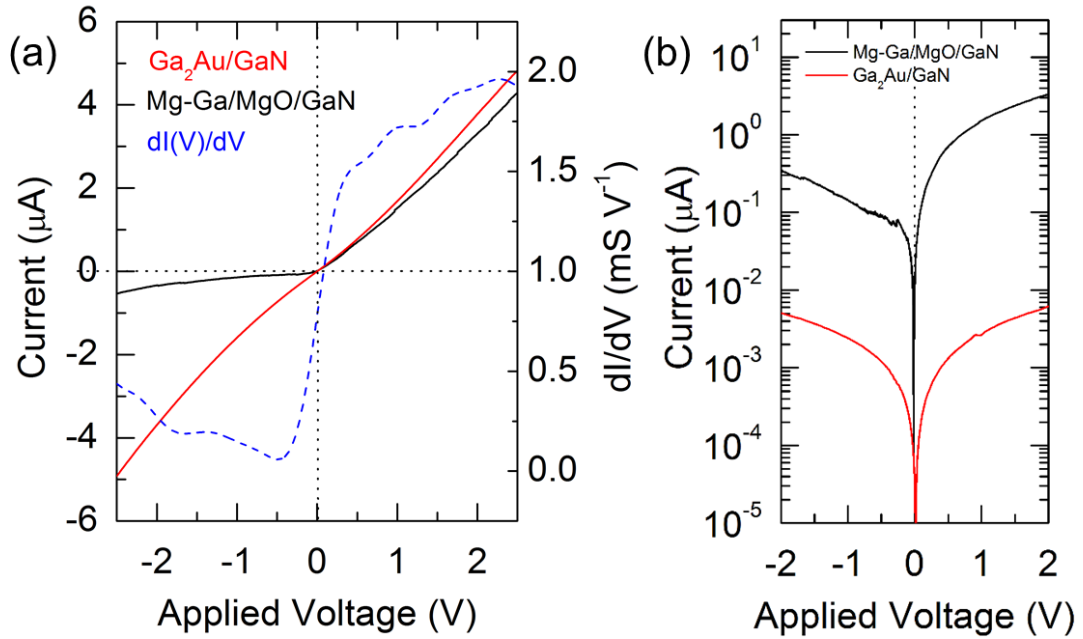 (a)
Ga₂Au/GaN
Mg-Ga/MgO/GaN
dI(V)/dV
Current (μA)
6
4
2
0
-2
-4
-6
-2
-1
0
1
2
Applied Voltage (V)
2.0
1.5
1.0
0.5
0.0
dI/dV (mS V⁻¹)
(b)
Mg-Ga/MgO/GaN
Ga₂Au/GaN
Current (μA)
10¹
10⁰
10⁻¹
10⁻²
10⁻³
10⁻⁴
10⁻⁵
-2
-1
0
1
2
Applied Voltage (V)